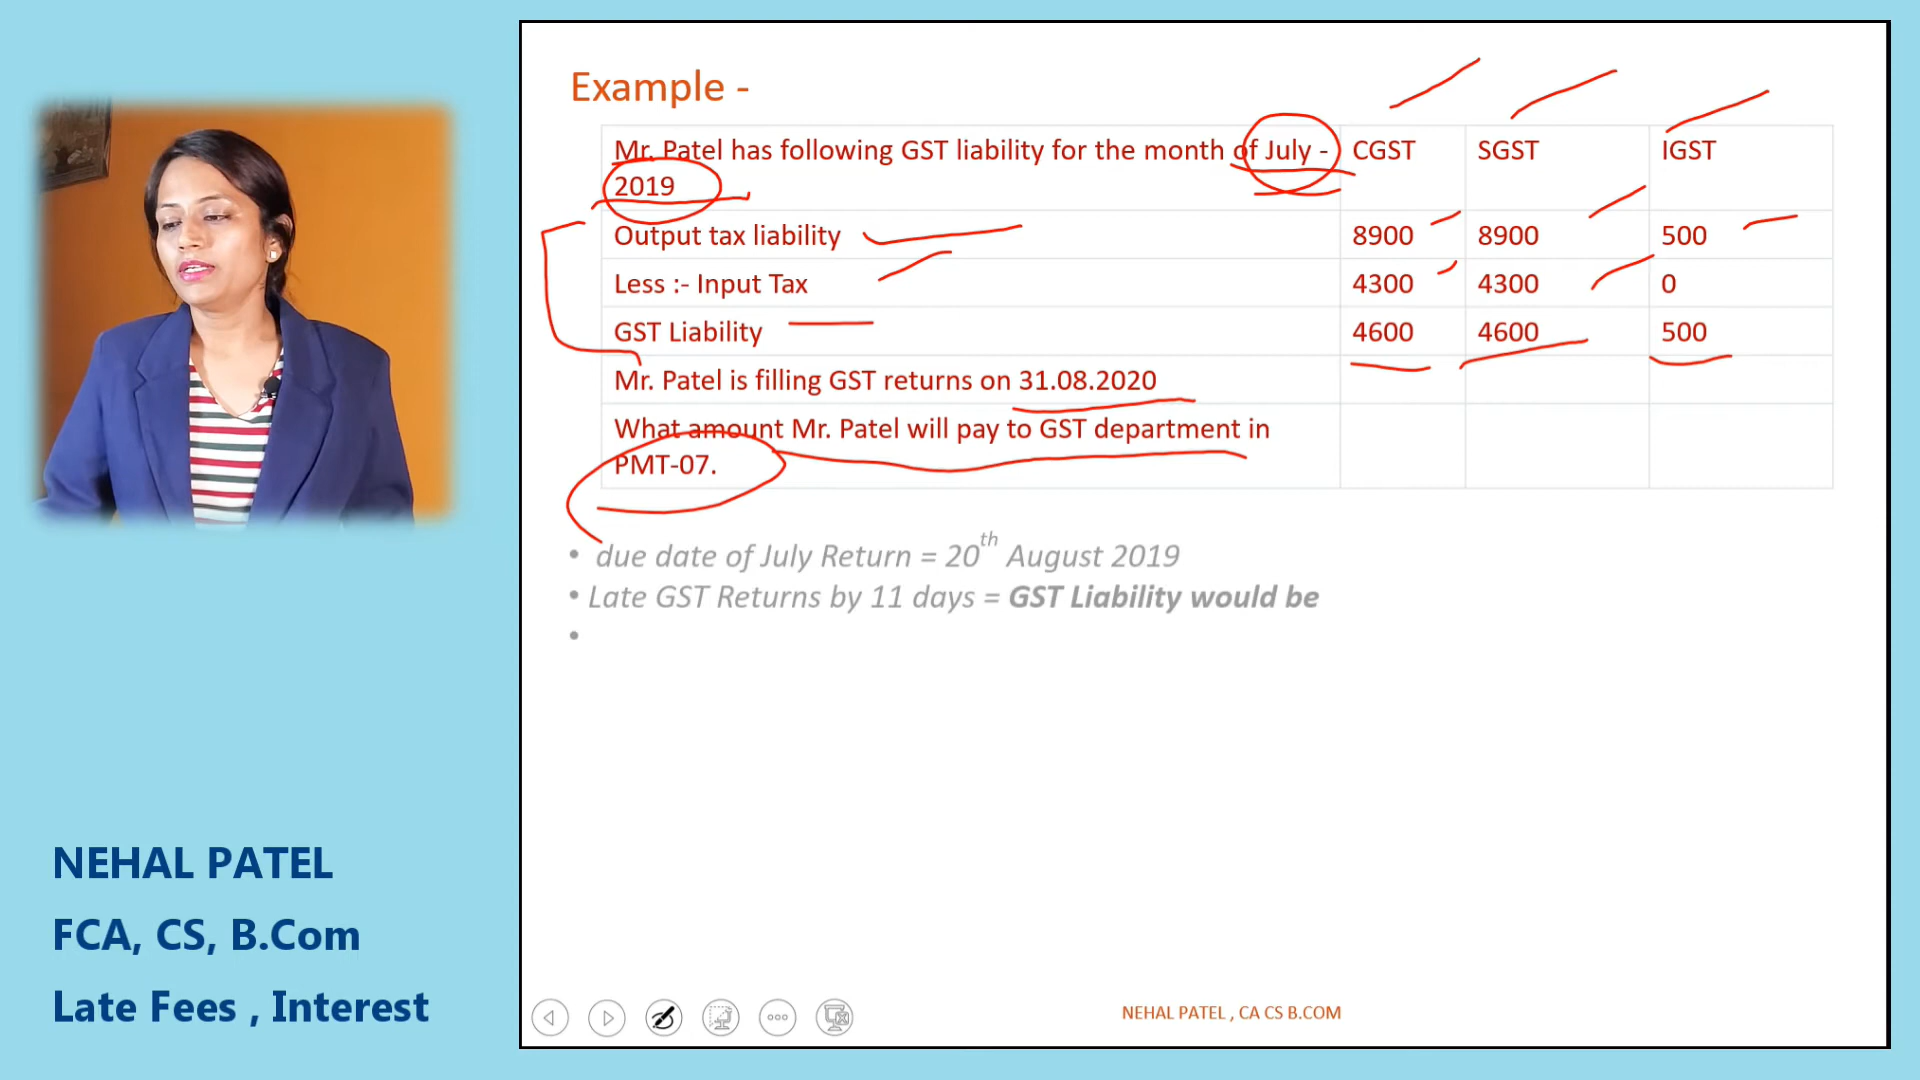 Example -
Mr. Patel has following GST liability for the month of July - CGST SGST IGST
2019
Output tax liability 8900 8900 500
Less :- Input Tax 4300 4300 0
GST Liability 4600 4600 500
Mr. Patel is filling GST returns on 31.08.2020
What amount Mr. Patel will pay to GST department in
PMT-07.
• due date of July Return = 20th August 2019
• Late GST Returns by 11 days = GST Liability would be
•
NEHAL PATEL
FCA, CS, B.Com
Late Fees , Interest
NEHAL PATEL , CA CS B.COM